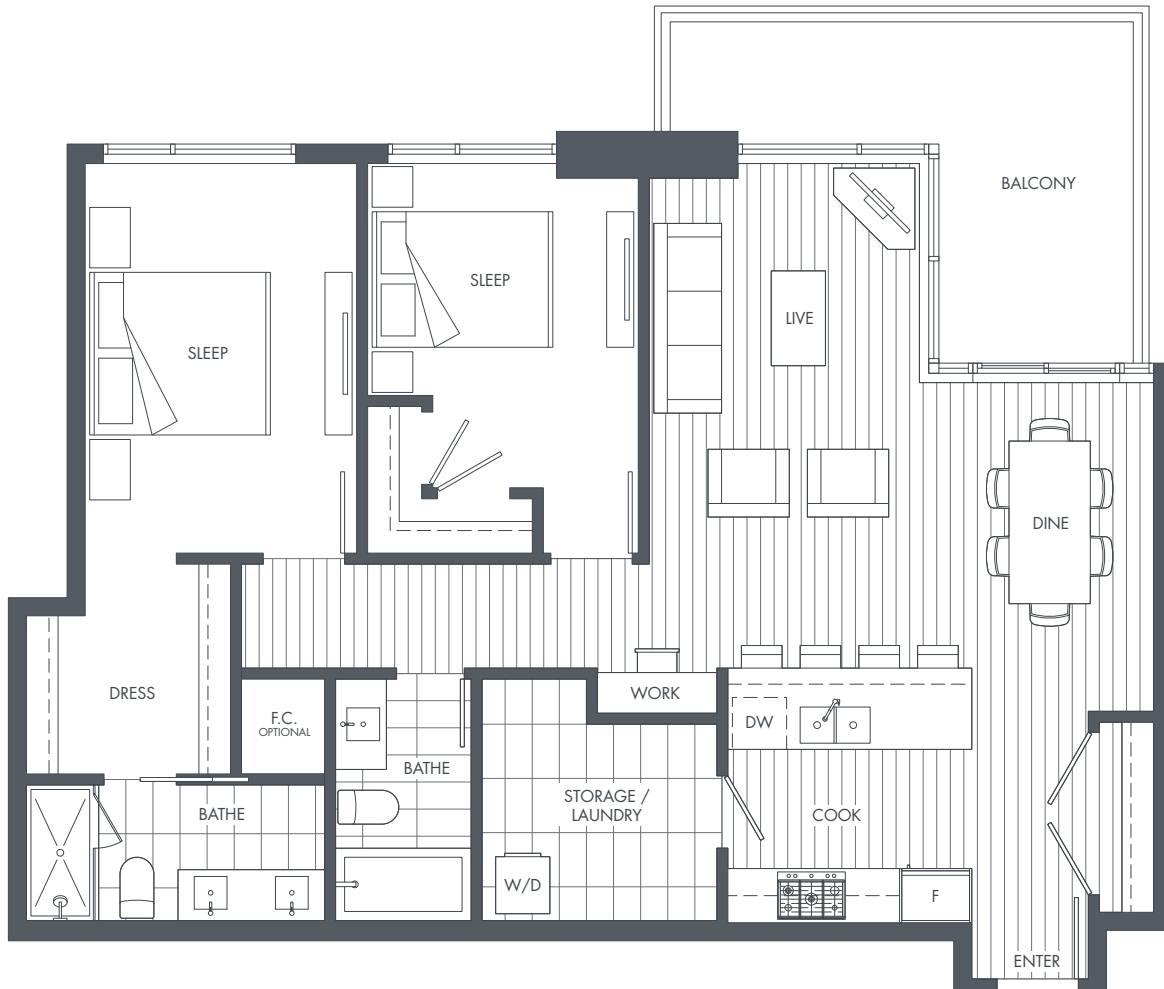 BALCONY
SLEEP
LIVE
SLEEP
DINE
DRESS
WORK
F.C.
OPTIONAL
DW
BATHE
STORAGE /
LAUNDRY
BATHE
COOK
W/D
F
ENTER